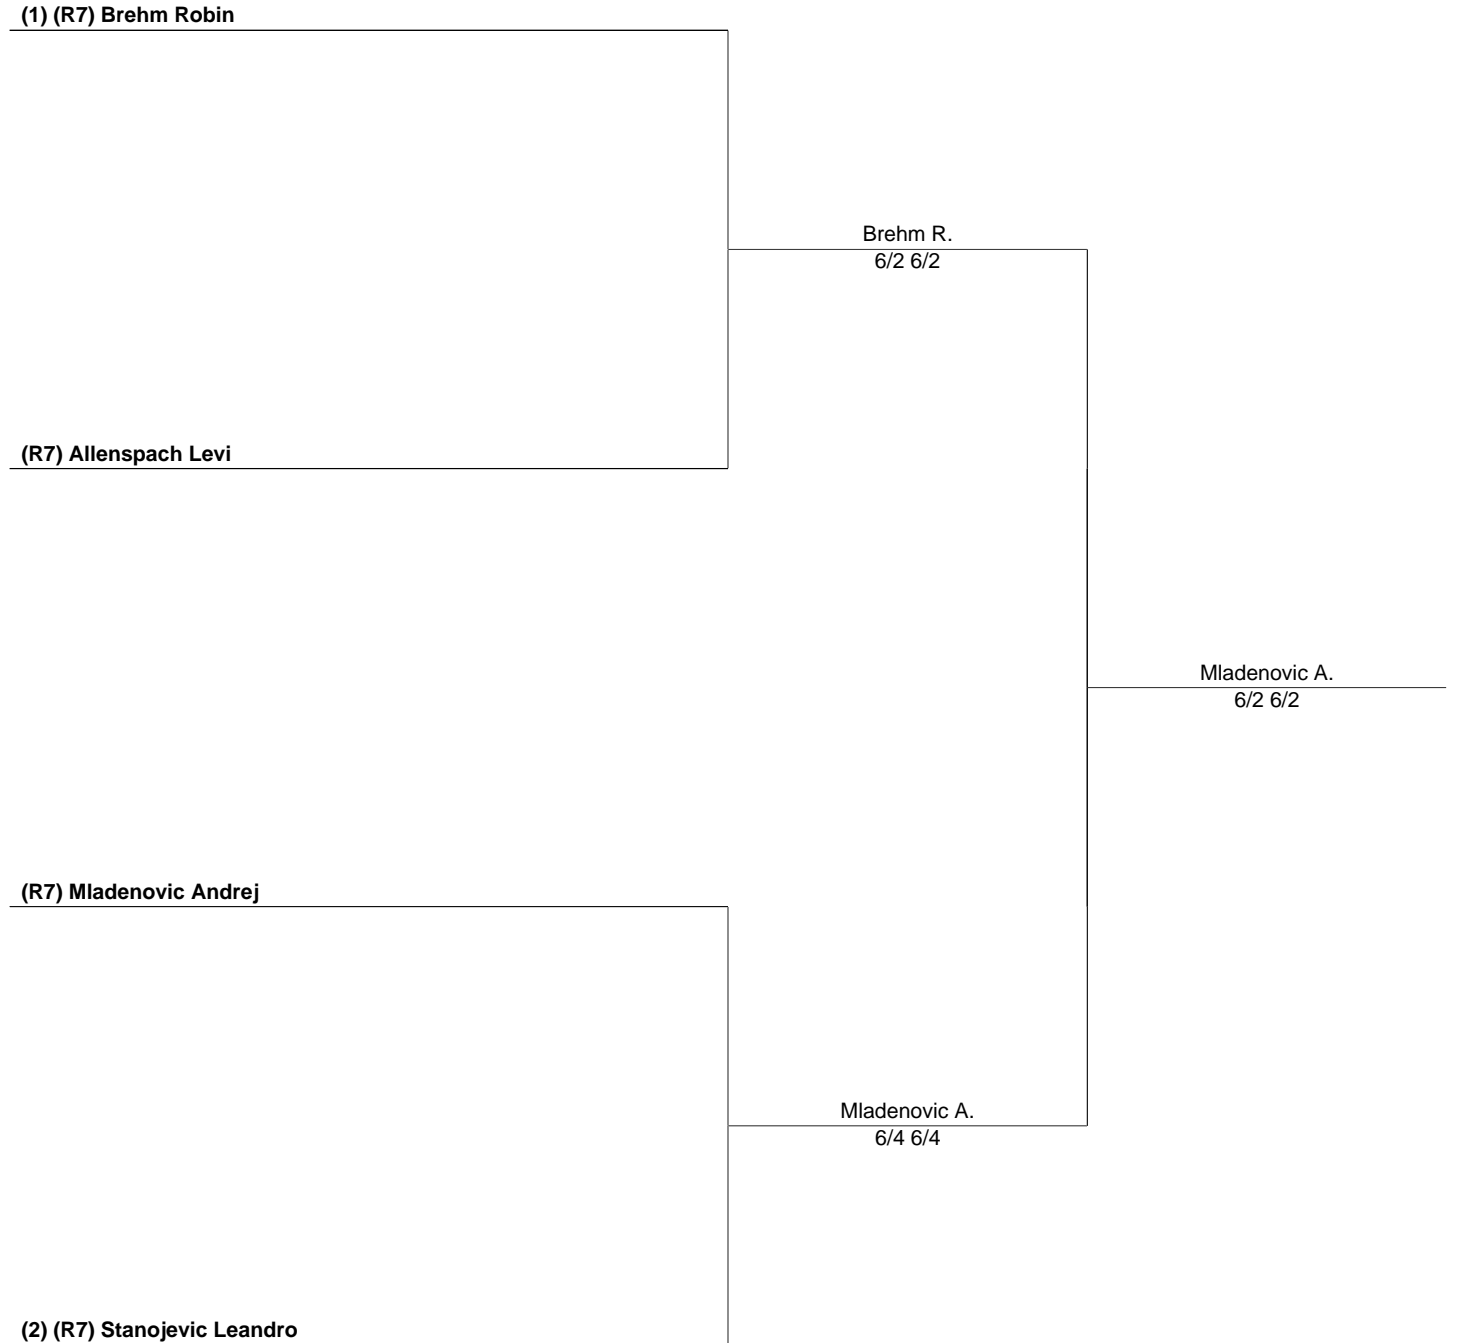 (1) (R7) Brehm Robin
Brehm R.
6/2 6/2
(R7) Allenspach Levi
Mladenovic A.
6/2 6/2
(R7) Mladenovic Andrej
Mladenovic A.
6/4 6/4
(2) (R7) Stanojevic Leandro